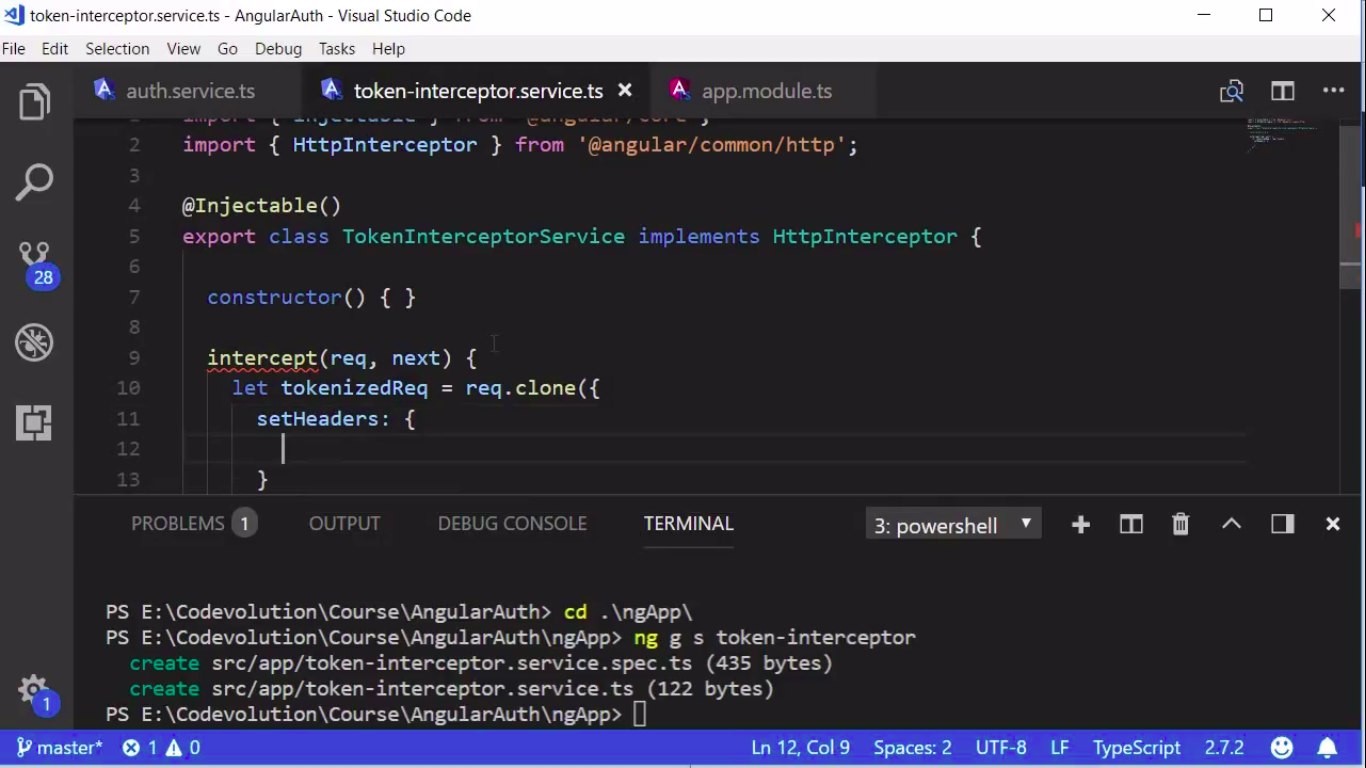 token-interceptor.service.ts - AngularAuth - Visual Studio Code
File Edit Selection View Go Debug Tasks Help
auth.service.ts token-interceptor.service.ts app.module.ts
1 import { Injectable } from '@angular/core';
2 import { HttpInterceptor } from '@angular/common/http';
3
4 @Injectable()
5 export class TokenInterceptorService implements HttpInterceptor {
6
7 constructor() { }
8
9 intercept(req, next) {
10 let tokenizedReq = req.clone({
11 setHeaders: {
12
13 }
28
PROBLEMS 1 OUTPUT DEBUG CONSOLE TERMINAL 3: powershell
PS E:\Codevolution\Course\AngularAuth> cd .\ngApp\
PS E:\Codevolution\Course\AngularAuth\ngApp> ng g s token-interceptor
create src/app/token-interceptor.service.spec.ts (435 bytes)
create src/app/token-interceptor.service.ts (122 bytes)
PS E:\Codevolution\Course\AngularAuth\ngApp>
1
master* 1 0 Ln 12, Col 9 Spaces: 2 UTF-8 LF TypeScript 2.7.2